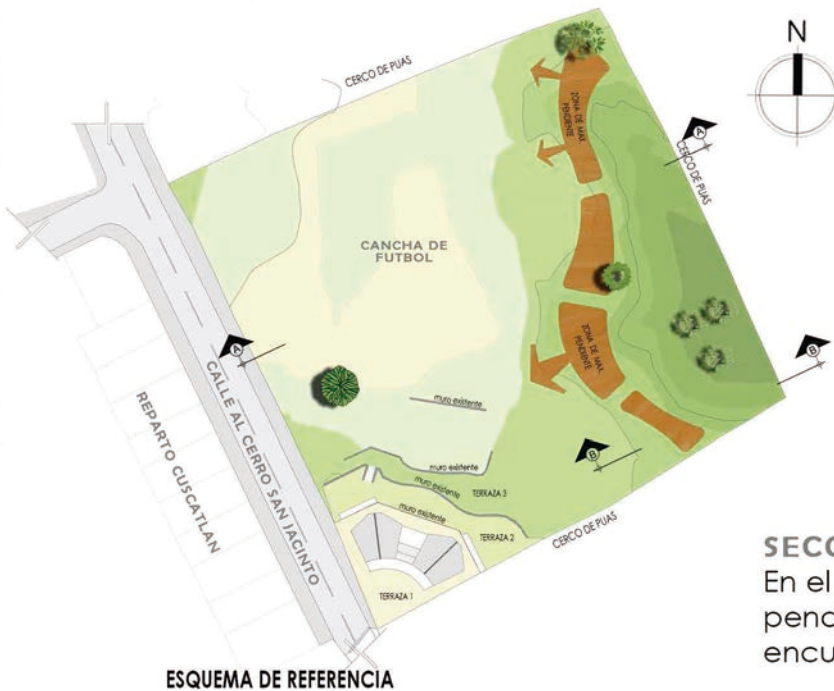 N
CERCO DE PUAS
ZONA DE MAX.
PENDIENTE
A
CERCO DE PUAS
CANCHA DE
FUTBOL
A
B
ZONA DE MAX.
PENDIENTE
CALLE AL CERRO SAN JACINTO
REPARTO CUSCATLAN
muro existente
muro existente
B
muro existente
TERRAZA 3
muro existente
TERRAZA 2
CERCO DE PUAS
TERRAZA 1
SECC
En el
pend
encu
ESQUEMA DE REFERENCIA